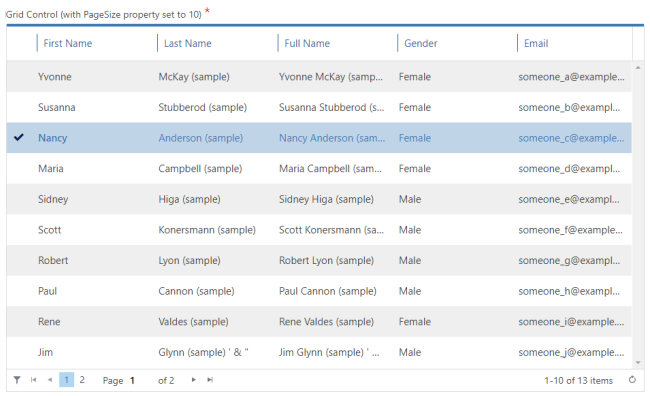 Grid Control (with PageSize property set to 10) *
First Name Last Name Full Name Gender Email
Yvonne McKay (sample) Yvonne McKay (samp... Female someone_a@example...
Susanna Stubberod (sample) Susanna Stubberod (s... Female someone_b@example...
Nancy Anderson (sample) Nancy Anderson (sam... Female someone_c@example...
Maria Campbell (sample) Maria Campbell (sam... Female someone_d@example...
Sidney Higa (sample) Sidney Higa (sample) Male someone_e@exampl...
Scott Konersmann (sample) Scott Konersmann (sa... Male someone_f@example...
Robert Lyon (sample) Robert Lyon (sample) Male someone_g@exampl...
Paul Cannon (sample) Paul Cannon (sample) Male someone_h@exampl...
Rene Valdes (sample) Rene Valdes (sample) Female someone_i@example....
Jim Glynn (sample) ' & " Jim Glynn (sample) ' ... Male someone_j@example....
1 2 Page 1 of 2 1-10 of 13 items